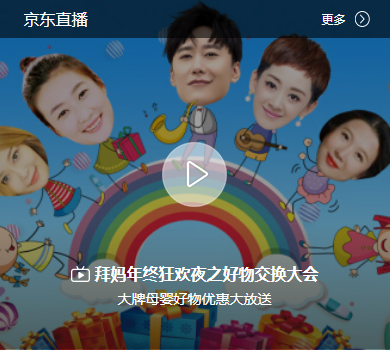 京东直播
更多
拜妈年终狂欢夜之好物交换大会
大牌母婴好物优惠大放送